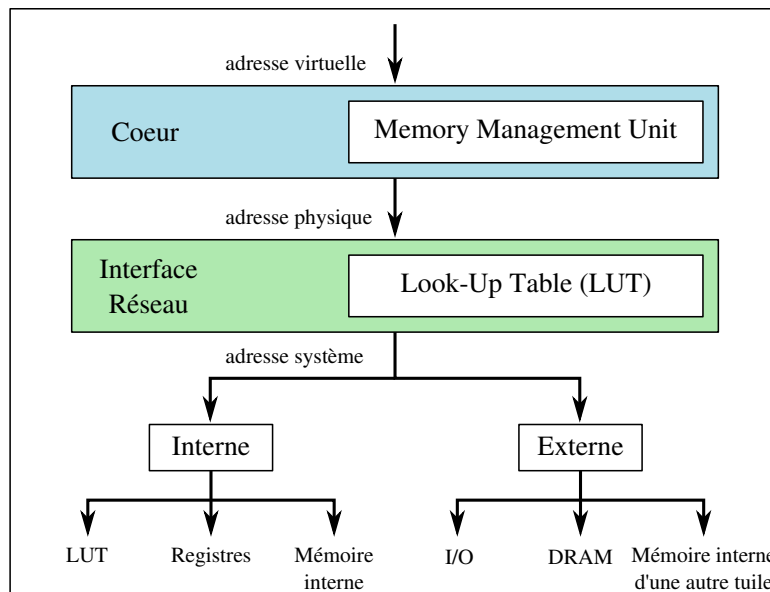 adresse virtuelle
Coeur
Memory Management Unit
adresse physique
Interface
Réseau
Look-Up Table (LUT)
adresse système
Interne
Externe
LUT
Registres
Mémoire
interne
I/O
DRAM
Mémoire interne
d'une autre tuile